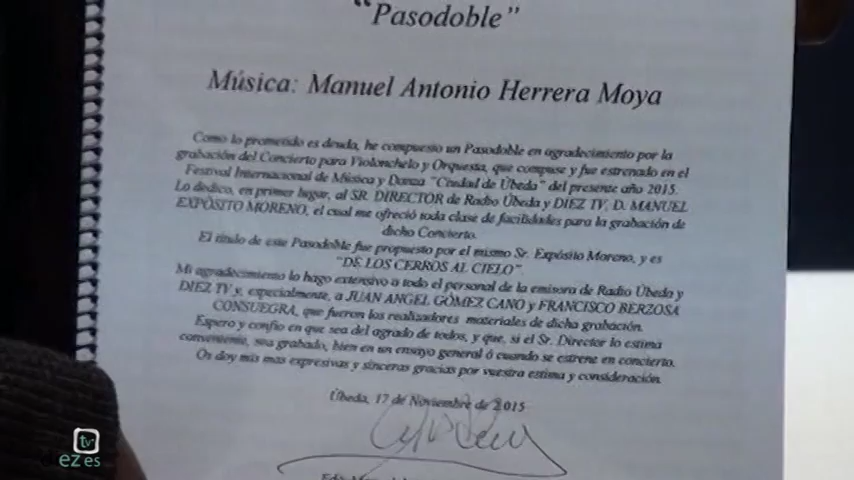 “Pasodoble”
Música: Manuel Antonio Herrera Moya
Como lo prometido es deuda, he compuesto un Pasodoble en agradecimiento por la
grabación del Concierto para Violonchelo y Orquesta, que compuse y fue estrenado en el
Festival Internacional de Música y Danza “Ciudad de Úbeda” del presente año 2015.
Lo dedico, en primer lugar, al SR. DIRECTOR de Radio Úbeda y DIEZ TV, D. MANUEL
EXPÓSITO MORENO, el cual me ofreció toda clase de facilidades para la grabación de
dicho Concierto.
El título de este Pasodoble fue propuesto por el mismo Sr. Expósito Moreno, y es
“DE LOS CERROS AL CIELO”.
Mi agradecimiento lo hago extensivo a todo el personal de la emisora de Radio Úbeda y
DIEZ TV y, especialmente, a JUAN ANGEL GÓMEZ CANO y FRANCISCO BERZOSA
CONSUEGRA, que fueron los realizadores materiales de dicha grabación.
Espero y confío en que sea del agrado de todos, y que, si el Sr. Director lo estima
conveniente, sea grabado, bien en un ensayo general ó cuando se estrene en concierto.
Os doy mis mas expresivas y sinceras gracias por vuestra estima y consideración.
Úbeda, 17 de Noviembre de 2015
tv
ez es